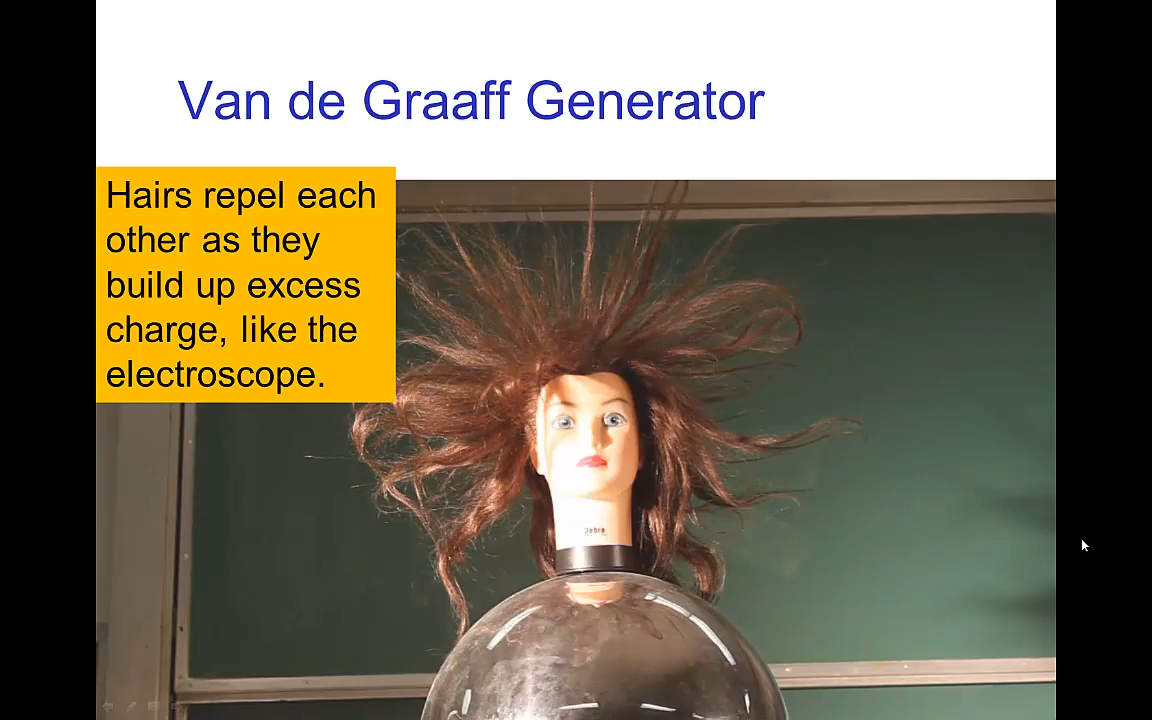 Van de Graaff Generator
Hairs repel each
other as they
build up excess
charge, like the
electroscope.
Debra